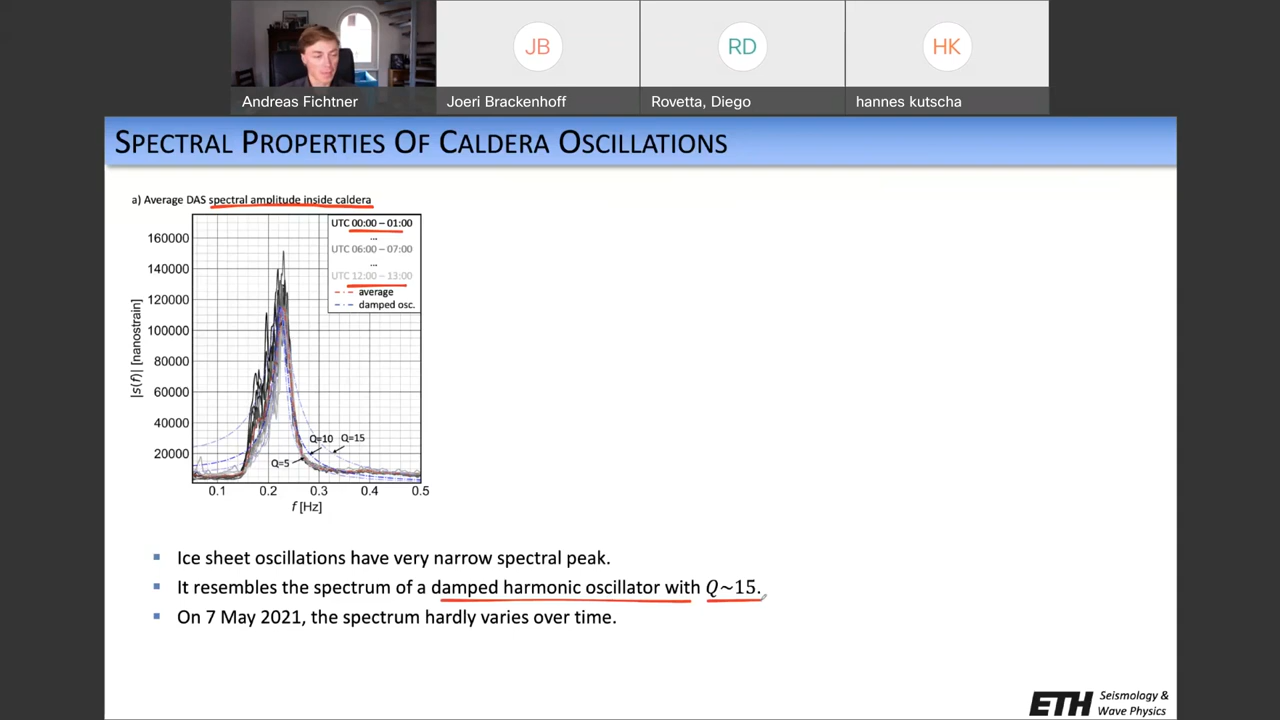 JB
RD
HK
Andreas Fichtner
Joeri Brackenhoff
Rovetta, Diego
hannes kutscha
SPECTRAL PROPERTIES OF CALDERA OSCILLATIONS
a) Average DAS spectral amplitude inside caldera
UTC 00:00 – 01:00
...
UTC 06:00 – 07:00
...
UTC 12:00 – 13:00
average
damped osc.
160000
140000
120000
100000
80000
60000
40000
20000
|s(f)| [nanostrain]
Q=10
Q=15
Q=5
0.1
0.2
0.3
0.4
0.5
f [Hz]
▪ Ice sheet oscillations have very narrow spectral peak.
▪ It resembles the spectrum of a damped harmonic oscillator with Q~15.
▪ On 7 May 2021, the spectrum hardly varies over time.
ETH
Seismology &
Wave Physics